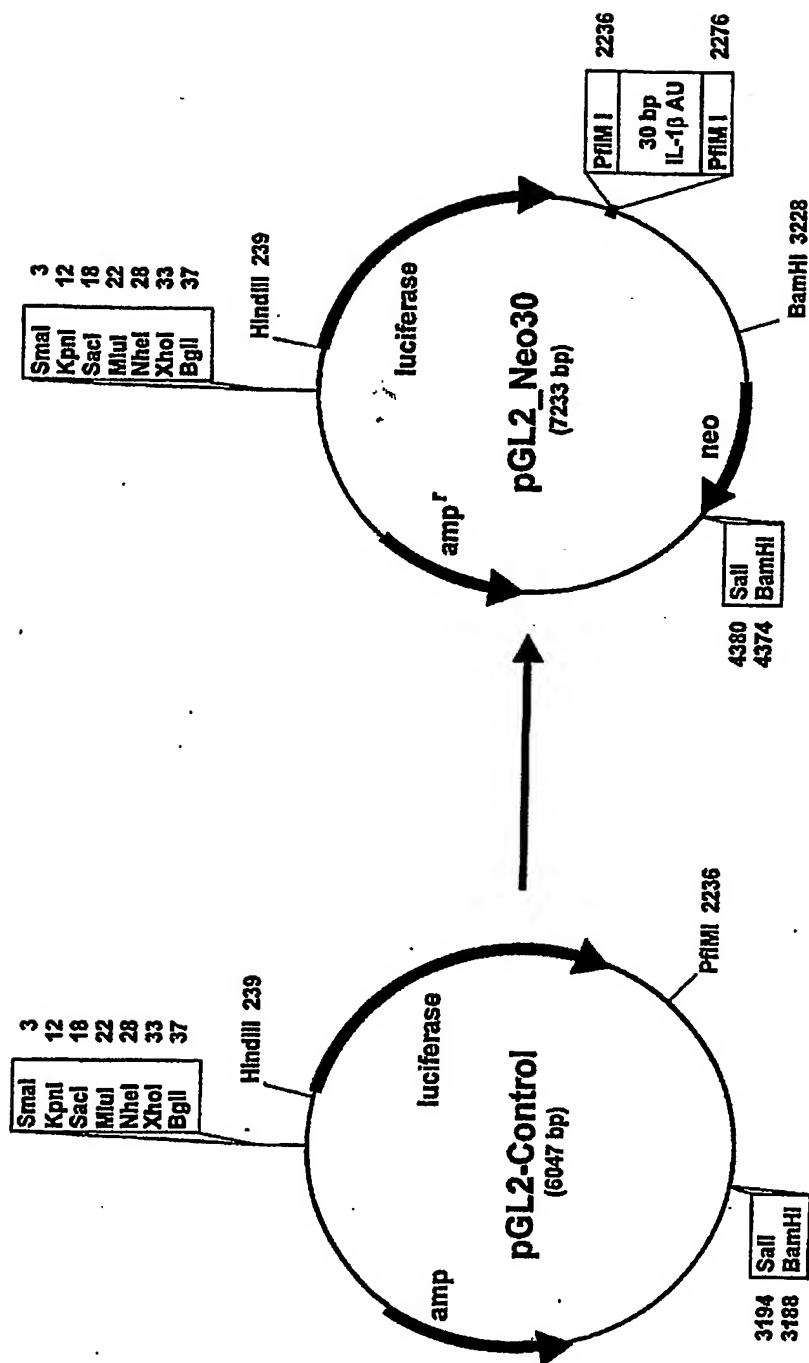 SmaI 3
KpnI 12
SacI 18
MluI 22
NheI 28
XhoI 33
BglI 37
HindIII 239
luciferase
amp
pGL2-Control
(6047 bp)
PflMI 2236
3194 SalI
3188 BamHI
SmaI 3
KpnI 12
SacI 18
MluI 22
NheI 28
XhoI 33
BglI 37
HindIII 239
luciferase
amp r
pGL2_Neo30
(7233 bp)
PflM I 2236
30 bp
IL-1β AU
PflM I 2276
BamHI 3228
neo
4380 SalI
4374 BamHI